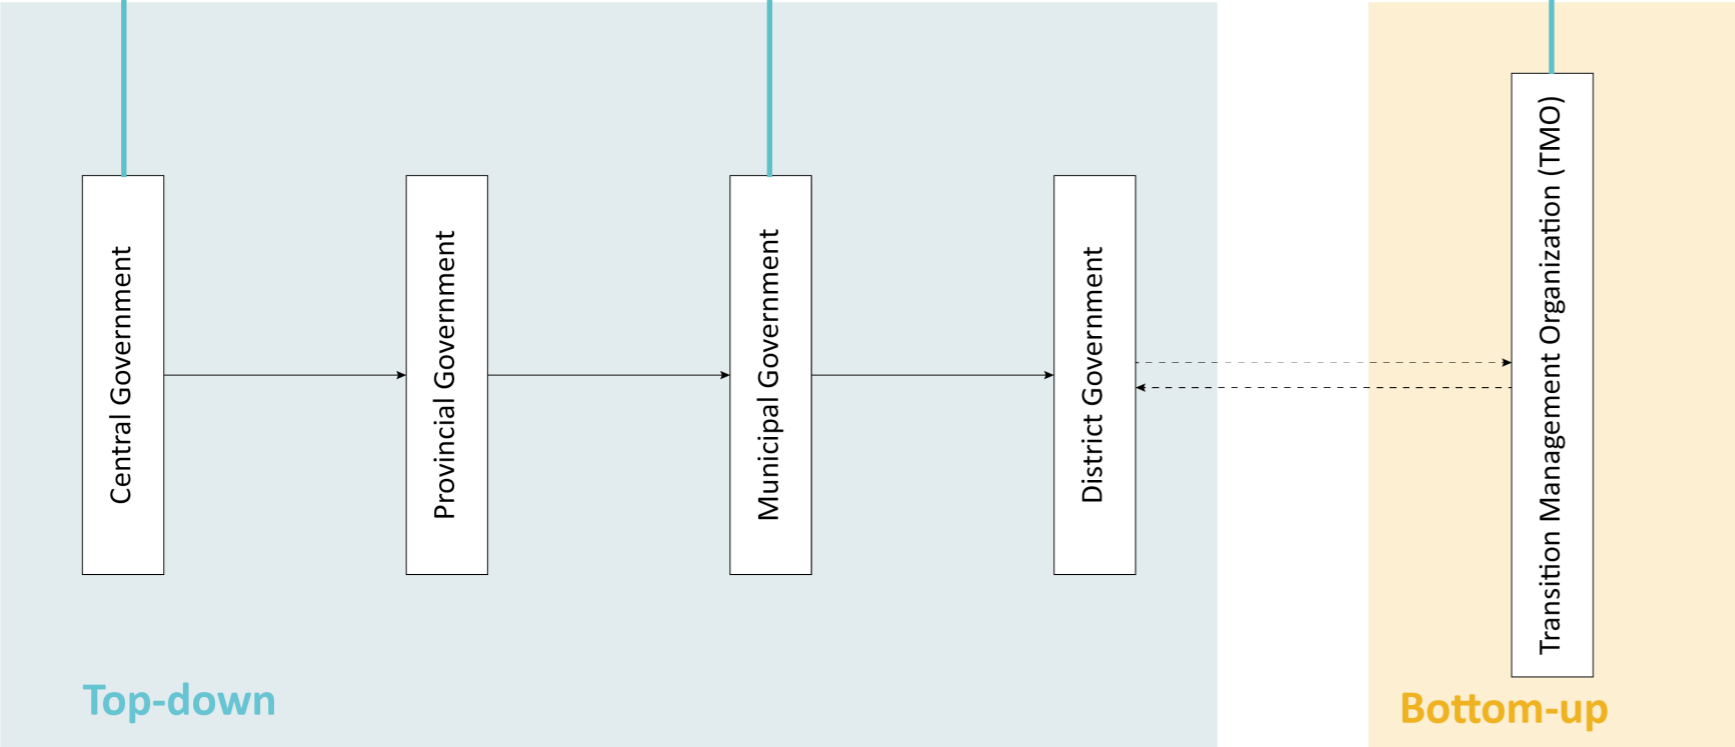 Central Government
Provincial Government
Municipal Government
District Government
Transition Management Organization (TMO)
Top-down
Bottom-up